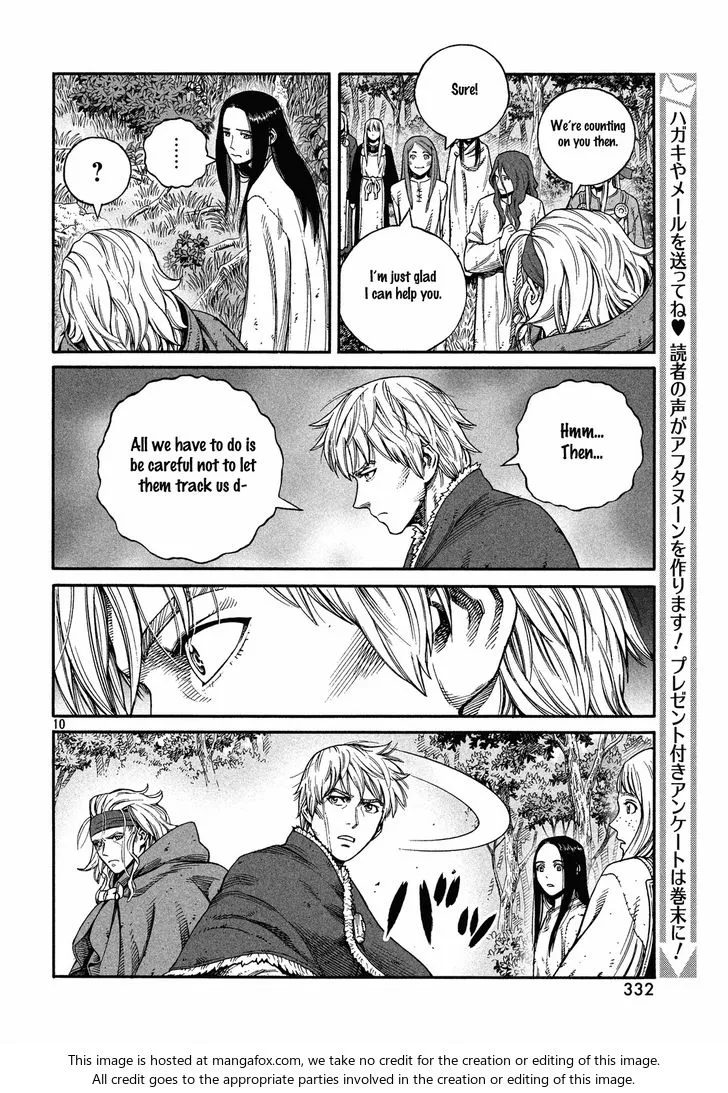 Sure!
We're counting
on you then.
I'm just glad
I can help you.
......
?
Hmm...
Then...
All we have to do is
be careful not to let
them track us d-
10
バッ
ハガキやメールを送ってね♥ 読者の声がアフタヌーンを作ります! プレゼント付きアンケートは巻末に!
332
This image is hosted at mangafox.com, we take no credit for the creation or editing of this image.
All credit goes to the appropriate parties involved in the creation or editing of this image.